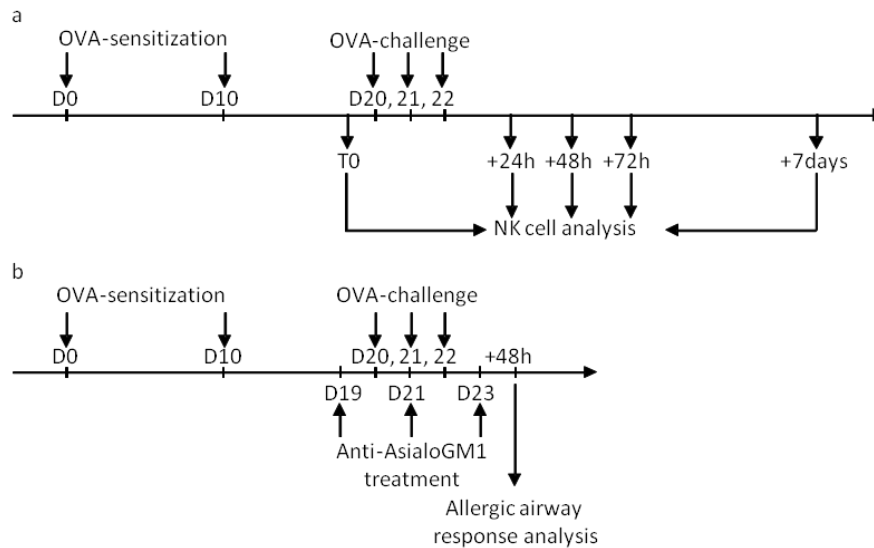 a
OVA-sensitization OVA-challenge
D0 D10 D20, 21, 22
T0 +24h +48h +72h +7days
NK cell analysis
b
OVA-sensitization OVA-challenge
D0 D10 D20, 21, 22 +48h
D19 D21 D23
Anti-AsialoGM1
treatment
Allergic airway
response analysis